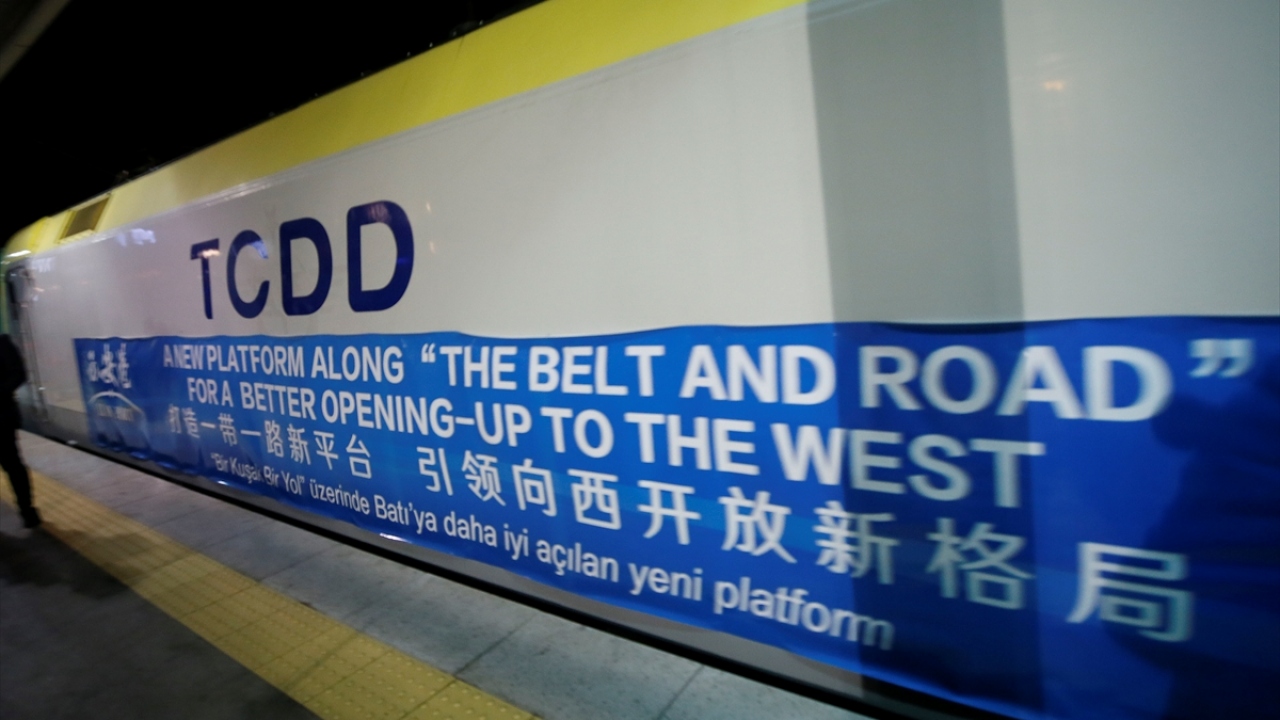 TCDD
A NEW PLATFORM ALONG “THE BELT AND ROAD”
FOR A BETTER OPENING-UP TO THE WEST
打造一带一路新平台 引领向西开放新格局
"Bir Kuşak Bir Yol" üzerinde Batı'ya daha iyi açılan yeni platform